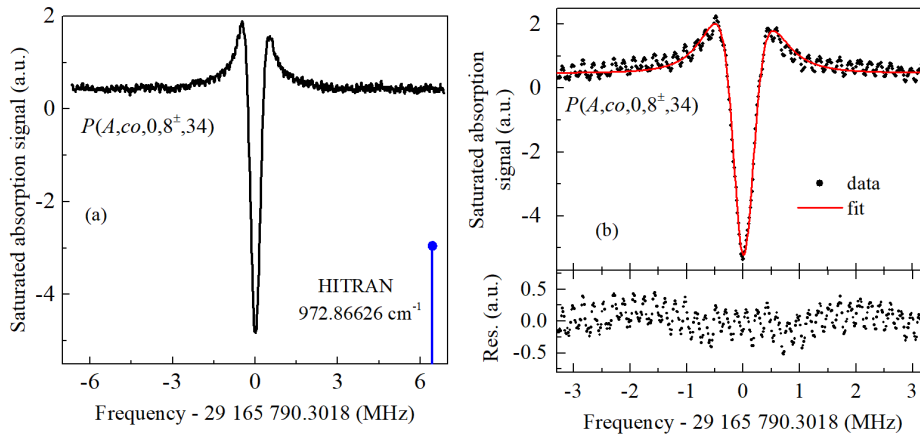 Saturated absorption signal (a.u.)
2
0
-2
-4
P(A,co,0,8±,34)
(a)
HITRAN
972.86626 cm⁻¹
-6
-3
0
3
6
Frequency - 29 165 790.3018 (MHz)
Saturated absorption
signal (a.u.)
2
0
-2
-4
P(A,co,0,8±,34)
data
fit
(b)
Res. (a.u.)
0.5
0.0
-0.5
-3
-2
-1
0
1
2
3
Frequency - 29 165 790.3018 (MHz)